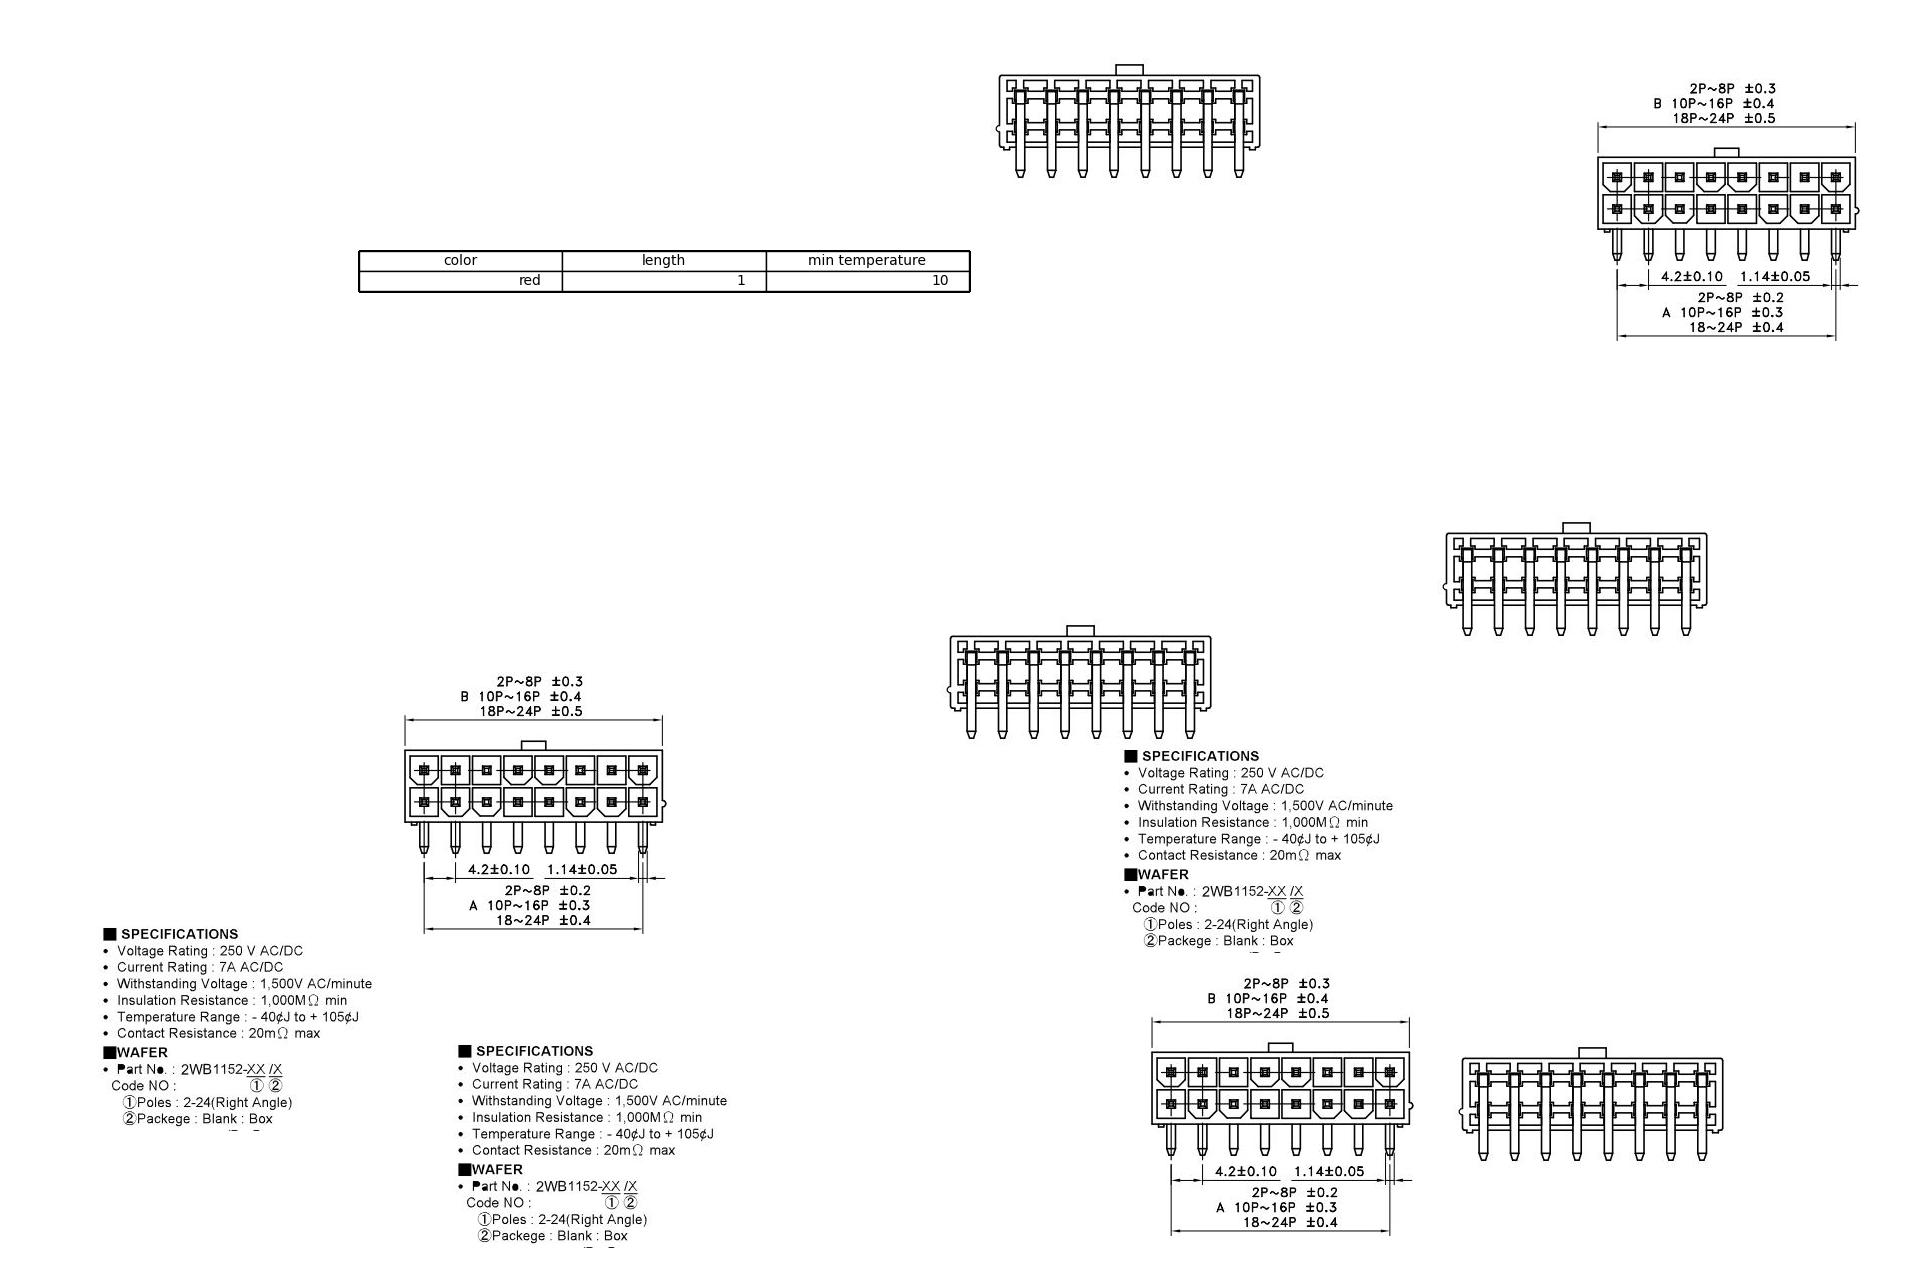 2P~8P ±0.3
B 10P~16P ±0.4
18P~24P ±0.5
4.2±0.10 1.14±0.05
2P~8P ±0.2
A 10P~16P ±0.3
18~24P ±0.4
color length min temperature
red 1 10
2P~8P ±0.3
B 10P~16P ±0.4
18P~24P ±0.5
4.2±0.10 1.14±0.05
2P~8P ±0.2
A 10P~16P ±0.3
18~24P ±0.4
■ SPECIFICATIONS
• Voltage Rating : 250 V AC/DC
• Current Rating : 7A AC/DC
• Withstanding Voltage : 1,500V AC/minute
• Insulation Resistance : 1,000MΩ min
• Temperature Range : - 40¢J to + 105¢J
• Contact Resistance : 20mΩ max
■WAFER
• Part No. : 2WB1152-XX /X
Code NO : ① ②
①Poles : 2-24(Right Angle)
②Packege : Blank : Box
■ SPECIFICATIONS
• Voltage Rating : 250 V AC/DC
• Current Rating : 7A AC/DC
• Withstanding Voltage : 1,500V AC/minute
• Insulation Resistance : 1,000MΩ min
• Temperature Range : - 40¢J to + 105¢J
• Contact Resistance : 20mΩ max
■WAFER
• Part No. : 2WB1152-XX /X
Code NO : ① ②
①Poles : 2-24(Right Angle)
②Packege : Blank : Box
■ SPECIFICATIONS
• Voltage Rating : 250 V AC/DC
• Current Rating : 7A AC/DC
• Withstanding Voltage : 1,500V AC/minute
• Insulation Resistance : 1,000MΩ min
• Temperature Range : - 40¢J to + 105¢J
• Contact Resistance : 20mΩ max
■WAFER
• Part No. : 2WB1152-XX /X
Code NO : ① ②
①Poles : 2-24(Right Angle)
②Packege : Blank : Box
2P~8P ±0.3
B 10P~16P ±0.4
18P~24P ±0.5
4.2±0.10 1.14±0.05
2P~8P ±0.2
A 10P~16P ±0.3
18~24P ±0.4